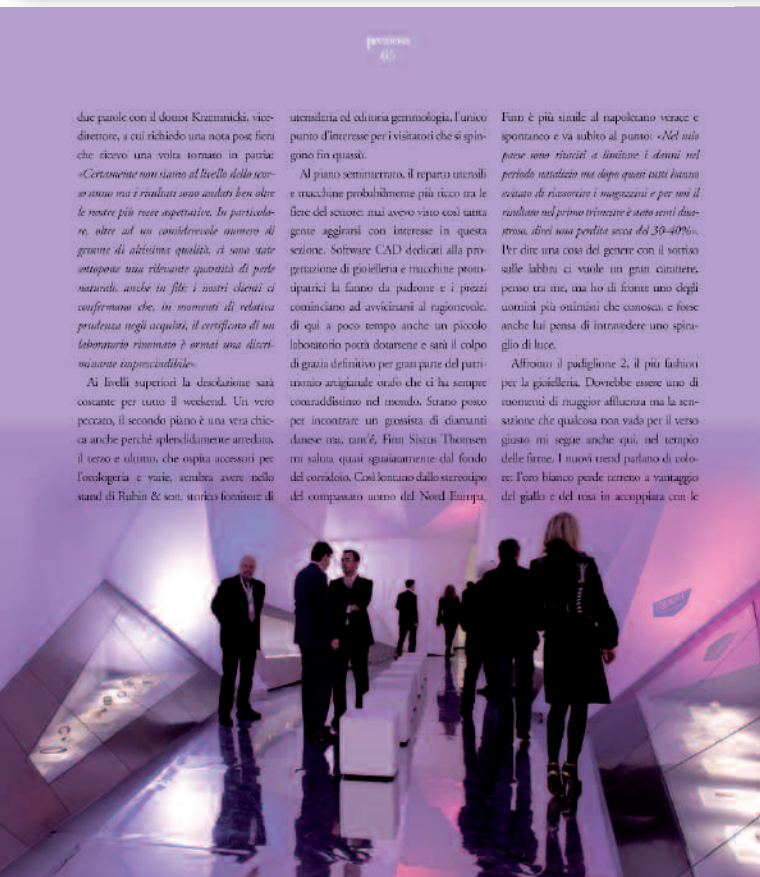 preziosa
65
due parole con il dottor Krzemnicki, vice-
direttore, a cui richiedo una nota post fiera
che ricevo una volta tornato in patria:
«Certamente non siamo al livello dello scor-
so anno ma i risultati sono andati ben oltre
le nostre più rosee aspettative. In particola-
re, oltre ad un considerevole numero di
gemme di altissima qualità, ci sono state
sottoposte una rilevante quantità di perle
naturali, anche in fili; i nostri clienti ci
confermano che, in momenti di relativa
prudenza negli acquisti, il certificato di un
laboratorio rinomato è ormai una discri-
minante imprescindibile».
Ai livelli superiori la desolazione sarà
costante per tutto il weekend. Un vero
peccato, il secondo piano è una vera chic-
ca anche perché splendidamente arredato,
il terzo e ultimo, che ospita accessori per
l'orologeria e varie, sembra avere nello
stand di Rubin & son, storico fornitore di
utensileria ed editoria gemmologia, l'unico
punto d'interesse per i visitatori che si spin-
gono fin quassù.
Al piano seminterrato, il reparto utensili
e macchine probabilmente più ricco tra le
fiere del settore: mai avevo visto così tanta
gente aggirarsi con interesse in questa
sezione. Software CAD dedicati alla pro-
gettazione di gioielleria e macchine proto-
tipatrici la fanno da padrone e i prezzi
cominciano ad avvicinarsi al ragionevole,
di qui a poco tempo anche un piccolo
laboratorio potrà dotarsene e sarà il colpo
di grazia definitivo per gran parte del patri-
monio artigianale orafo che ci ha sempre
contraddistinto nel mondo. Strano posto
per incontrare un grossista di diamanti
danese ma, tant'é, Finn Sistrus Thomsen
mi saluta quasi sguaiatamente dal fondo
del corridoio. Così lontano dallo stereotipo
del compassato uomo del Nord Europa,
Finn è più simile al napoletano verace e
spontaneo e va subito al punto: «Nel mio
paese sono riusciti a limitare i danni nel
periodo natalizio ma dopo quasi tutti hanno
evitato di riassortire i magazzini e per noi il
risultato nel primo trimestre è stato semi disa-
stroso, direi una perdita secca del 30-40%».
Per dire una cosa del genere con il sorriso
sulle labbra ci vuole un gran carattere,
penso tra me, ma ho di fronte uno degli
uomini più ottimisti che conosca, e forse
anche lui pensa di intravedere uno spira-
glio di luce.
Affronto il padiglione 2, il più fashion
per la gioielleria. Dovrebbe essere uno di
momenti di maggior affluenza ma la sen-
sazione che qualcosa non vada per il verso
giusto mi segue anche qui, nel tempio
delle firme. I nuovi trend parlano di colo-
re: l'oro bianco perde terreno a vantaggio
del giallo e del rosa in accoppiata con le